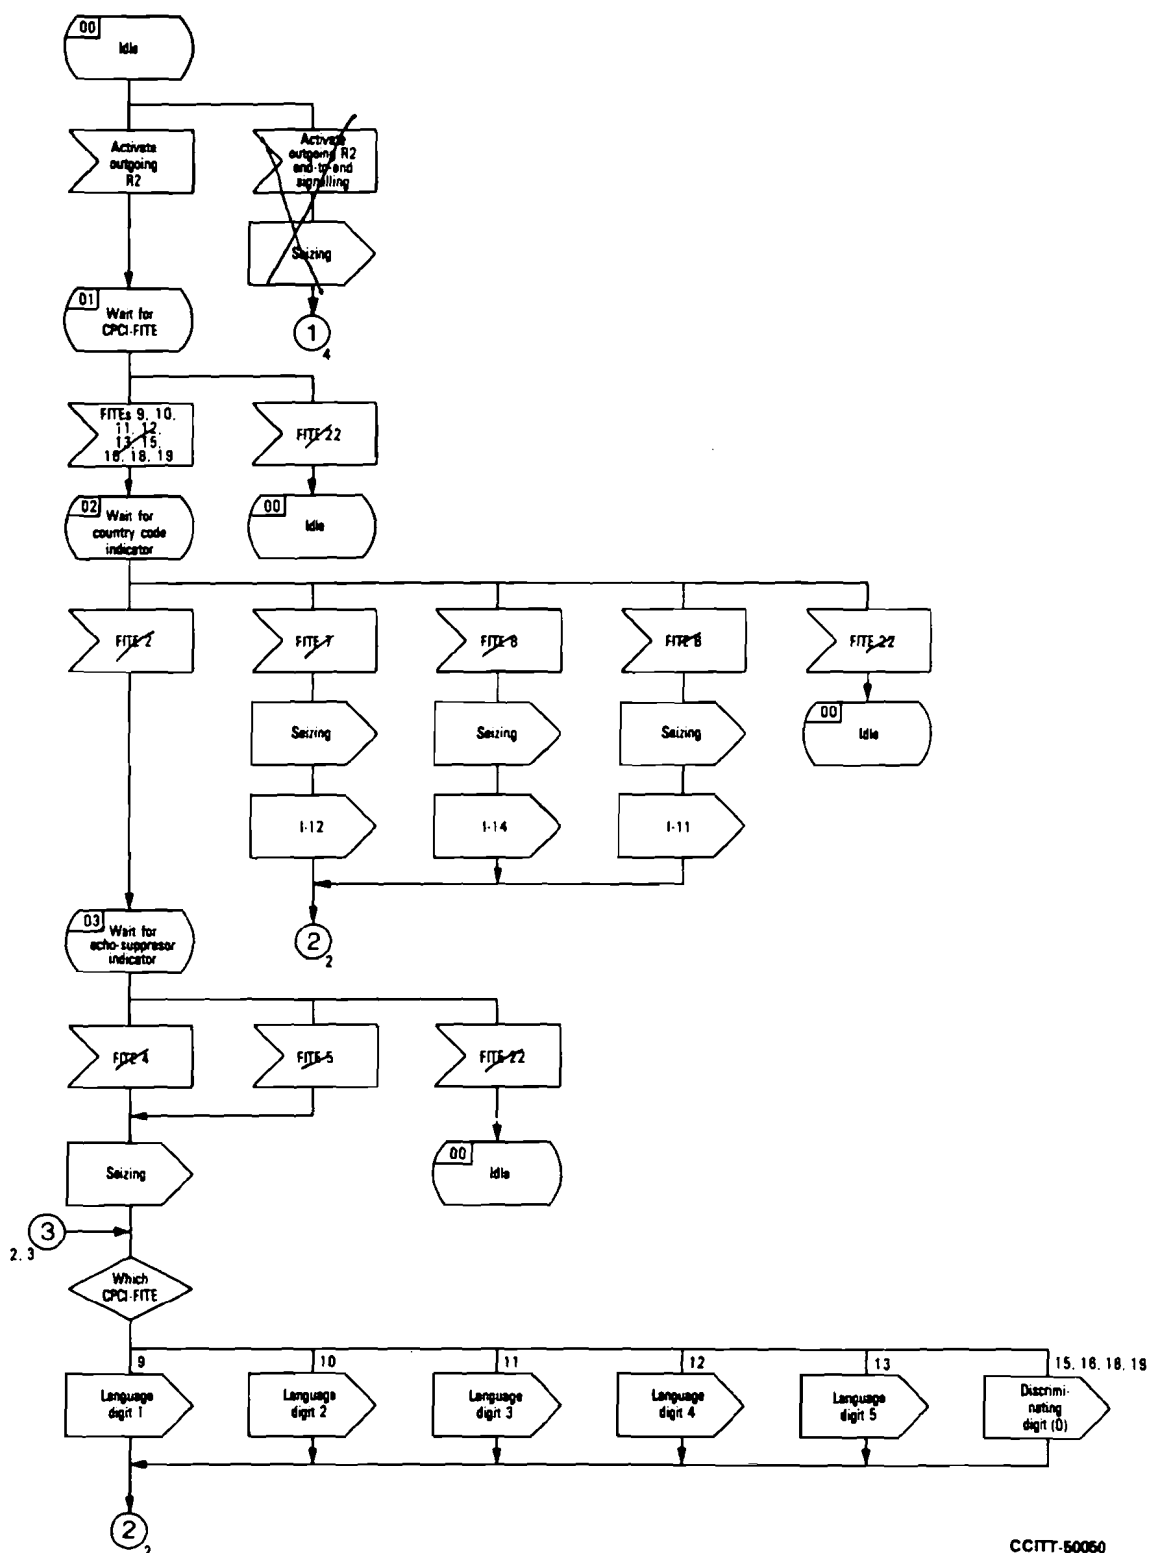 00
Idle
Activate
outgoing
R2
Activate
outgoing R2
end-to-end
signalling
Seizing
1
4
01
Wait for
CPCI-FITE
FITEs 9, 10,
11, 12,
13, 15,
16, 18, 19
FITE 22
02
Wait for
country code
indicator
00
Idle
FITE 2
FITE 7
FITE 8
FITE 22
Seizing
Seizing
Seizing
00
Idle
I-12
I-14
I-11
2
2
03
Wait for
echo-suppresor
indicator
FITE 4
FITE 5
FITE 22
Seizing
00
Idle
3
2, 3
Which
CPCI-FITE
9
10
11
12
13
15, 16, 18, 19
Language
digit 1
Language
digit 2
Language
digit 3
Language
digit 4
Language
digit 5
Discrimi-
nating
digit (0)
2
2
CCITT-50050